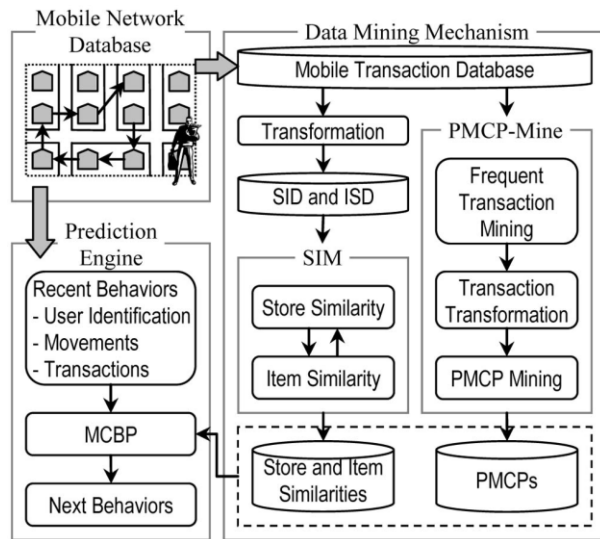 Mobile Network
Database
Data Mining Mechanism
Mobile Transaction Database
Transformation
SID and ISD
SIM
Store Similarity
Item Similarity
PMCP-Mine
Frequent
Transaction
Mining
Transaction
Transformation
PMCP Mining
Prediction
Engine
Recent Behaviors
- User Identification
- Movements
- Transactions
MCBP
Next Behaviors
Store and Item
Similarities
PMCPs